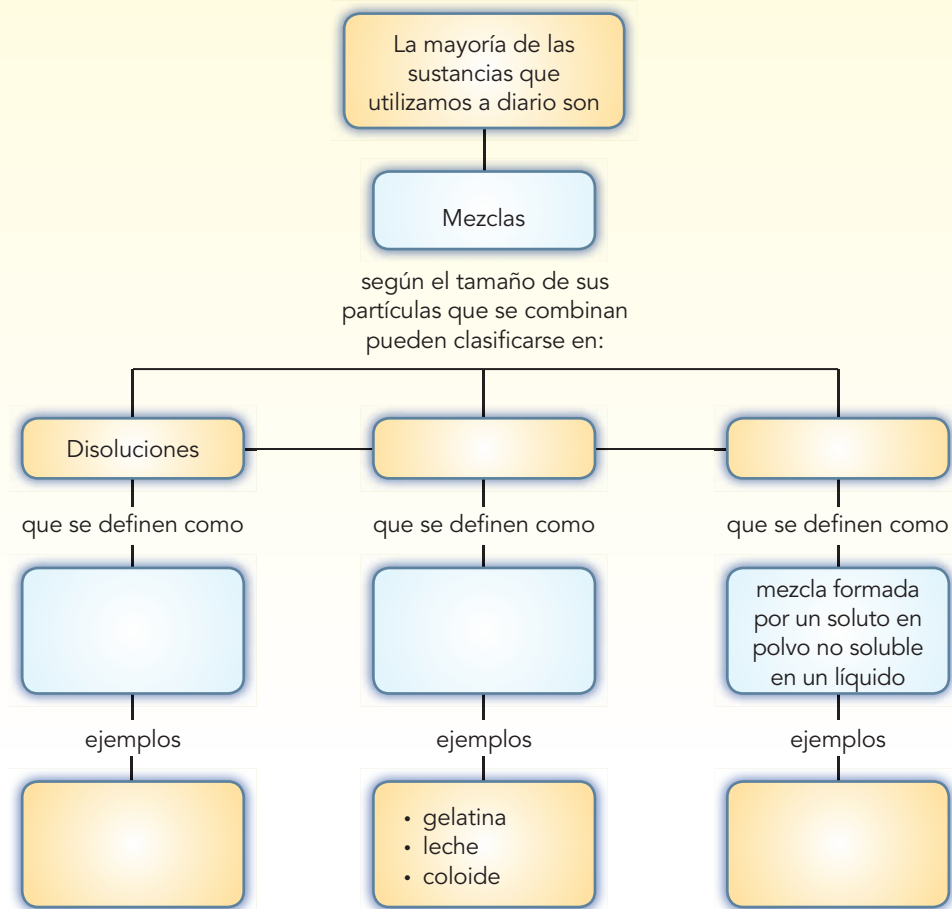 La mayoría de las
sustancias que
utilizamos a diario son
Mezclas
según el tamaño de sus
partículas que se combinan
pueden clasificarse en:
Disoluciones
que se definen como
que se definen como
que se definen como
mezcla formada
por un soluto en
polvo no soluble
en un líquido
ejemplos
ejemplos
ejemplos
• gelatina
• leche
• coloide